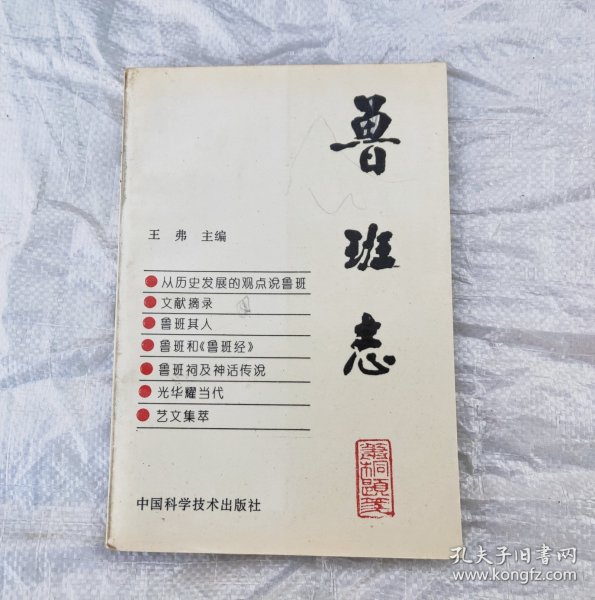 鲁班志
王弗 主编
从历史发展的观点说鲁班
文献摘录
鲁班其人
鲁班和《鲁班经》
鲁班祠及神话传说
光华耀当代
艺文集萃
中国科学技术出版社
孔夫子旧书网
www.kongfz.com